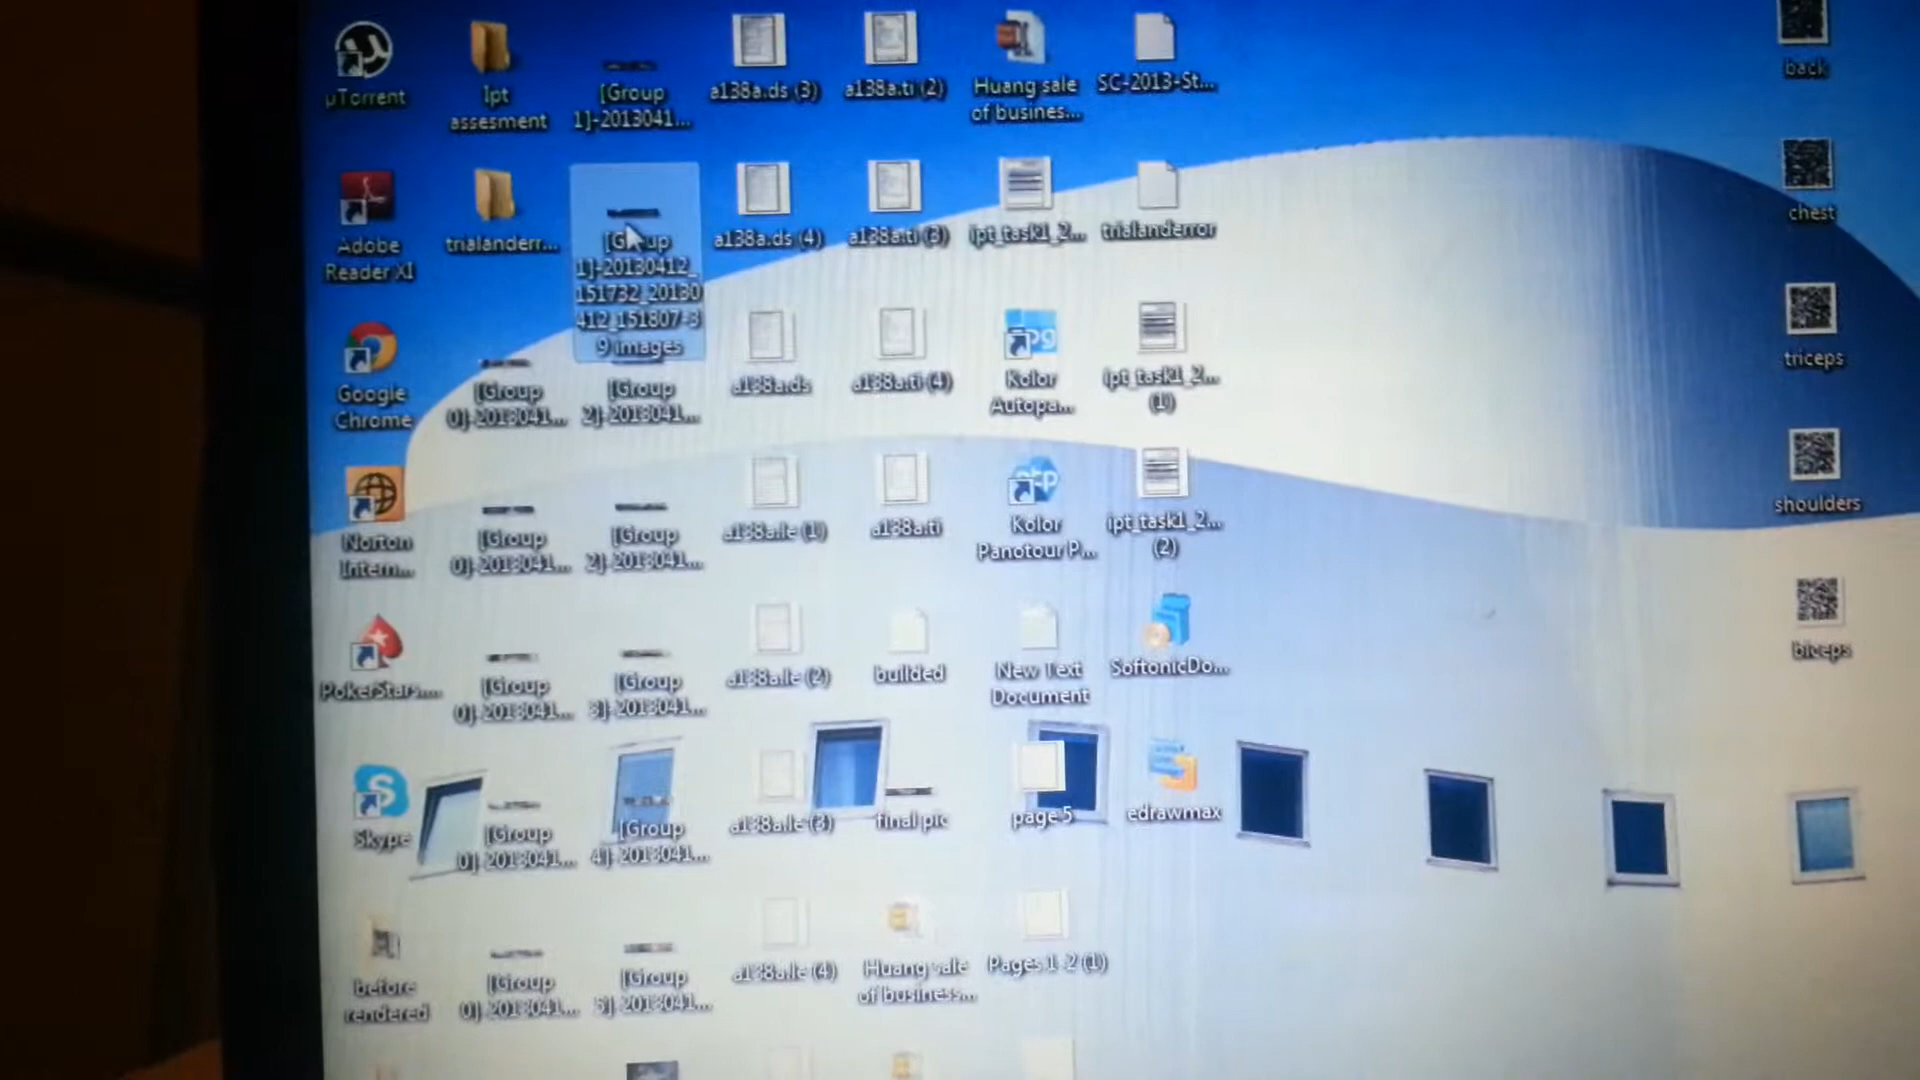 µTorrent
Ipt
assesment
[Group
1]-2013041...
a138a.ds (3)
a138a.ti (2)
Huang sale
of busines...
SC-2013-St...
back
Adobe
Reader XI
trialanderr...
[Group
1]-20130412_
151732_20130
412_151807-3
9 images
a138a.ds (4)
a138a.ti (3)
ipt_task1_2...
trialanderror
chest
Google
Chrome
[Group
0]-2013041...
[Group
2]-2013041...
a138a.ds
a138a.ti (4)
Kolor
Autopa...
ipt_task1_2...
(1)
triceps
Norton
Intern...
[Group
0]-2013041...
[Group
2]-2013041...
a138a.le (1)
a138a.ti
Kolor
Panotour P...
ipt_task1_2...
(2)
shoulders
PokerStars....
[Group
0]-2013041...
[Group
3]-2013041...
a138a.le (2)
builded
New Text
Document
SoftonicDo...
biceps
Skype
[Group
0]-2013041...
[Group
4]-2013041...
a138a.le (3)
final pic
page 5
edrawmax
before
rendered
[Group
0]-2013041...
[Group
5]-2013041...
a138a.le (4)
Huang sale
of business...
Pages 1-2 (1)